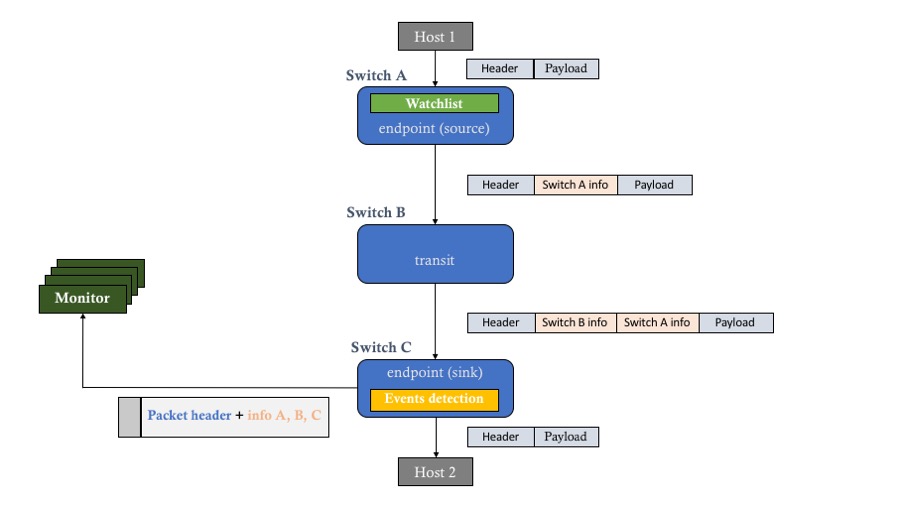 Host 1
Header Payload
Switch A
Watchlist
endpoint (source)
Header Switch A info Payload
Switch B
transit
Monitor
Header Switch B info Switch A info Payload
Switch C
endpoint (sink)
Events detection
Packet header + info A, B, C
Header Payload
Host 2